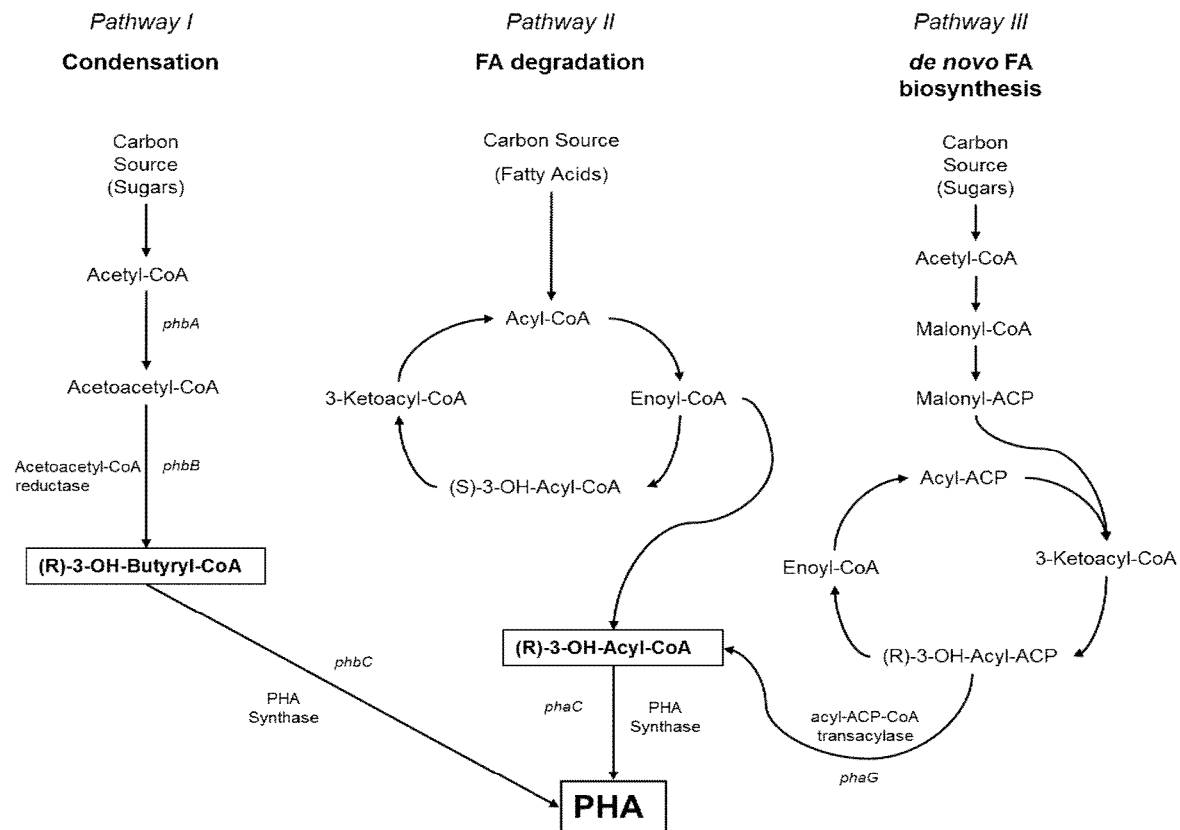 Pathway I
Condensation
Carbon
Source
(Sugars)
Acetyl-CoA
phbA
Acetoacetyl-CoA
Acetoacetyl-CoA
reductase
phbB
(R)-3-OH-Butyryl-CoA
phbC
PHA
Synthase
Pathway II
FA degradation
Carbon Source
(Fatty Acids)
Acyl-CoA
3-Ketoacyl-CoA
Enoyl-CoA
(S)-3-OH-Acyl-CoA
(R)-3-OH-Acyl-CoA
phaC
PHA
Synthase
PHA
Pathway III
de novo FA
biosynthesis
Carbon
Source
(Sugars)
Acetyl-CoA
Malonyl-CoA
Malonyl-ACP
Acyl-ACP
Enoyl-CoA
3-Ketoacyl-CoA
(R)-3-OH-Acyl-ACP
acyl-ACP-CoA
transacylase
phaG